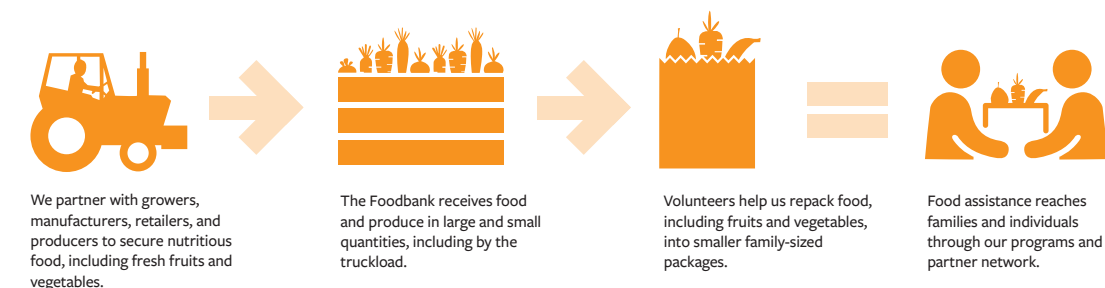 We partner with growers,
manufacturers, retailers, and
producers to secure nutritious
food, including fresh fruits and
vegetables.
The Foodbank receives food
and produce in large and small
quantities, including by the
truckload.
Volunteers help us repack food,
including fruits and vegetables,
into smaller family-sized
packages.
Food assistance reaches
families and individuals
through our programs and
partner network.